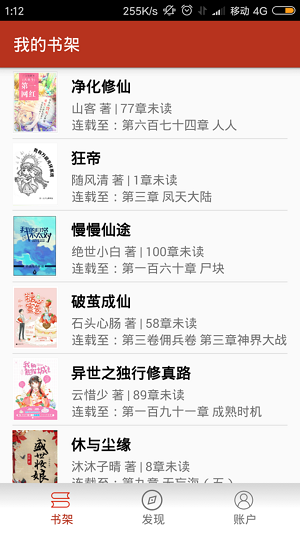 1:12
255K/s
移动 4G
我的书架
净化修仙
山客 著 | 77章未读
连载至：第六百七十四章 人人
狂帝
随风清 著 | 1章未读
连载至：第三章 凤天大陆
慢慢仙途
绝世小白 著 | 100章未读
连载至：第一百六十章 尸块
破茧成仙
石头心肠 著 | 58章未读
连载至：第三卷佣兵卷 第三章神界大战
异世之独行修真路
云惜少 著 | 89章未读
连载至：第一百九十一章 成熟时机
休与尘缘
沐沐子晴 著 | 8章未读
连载至：第九章 天忘海（五）
盛世妆娘
书架
发现
账户